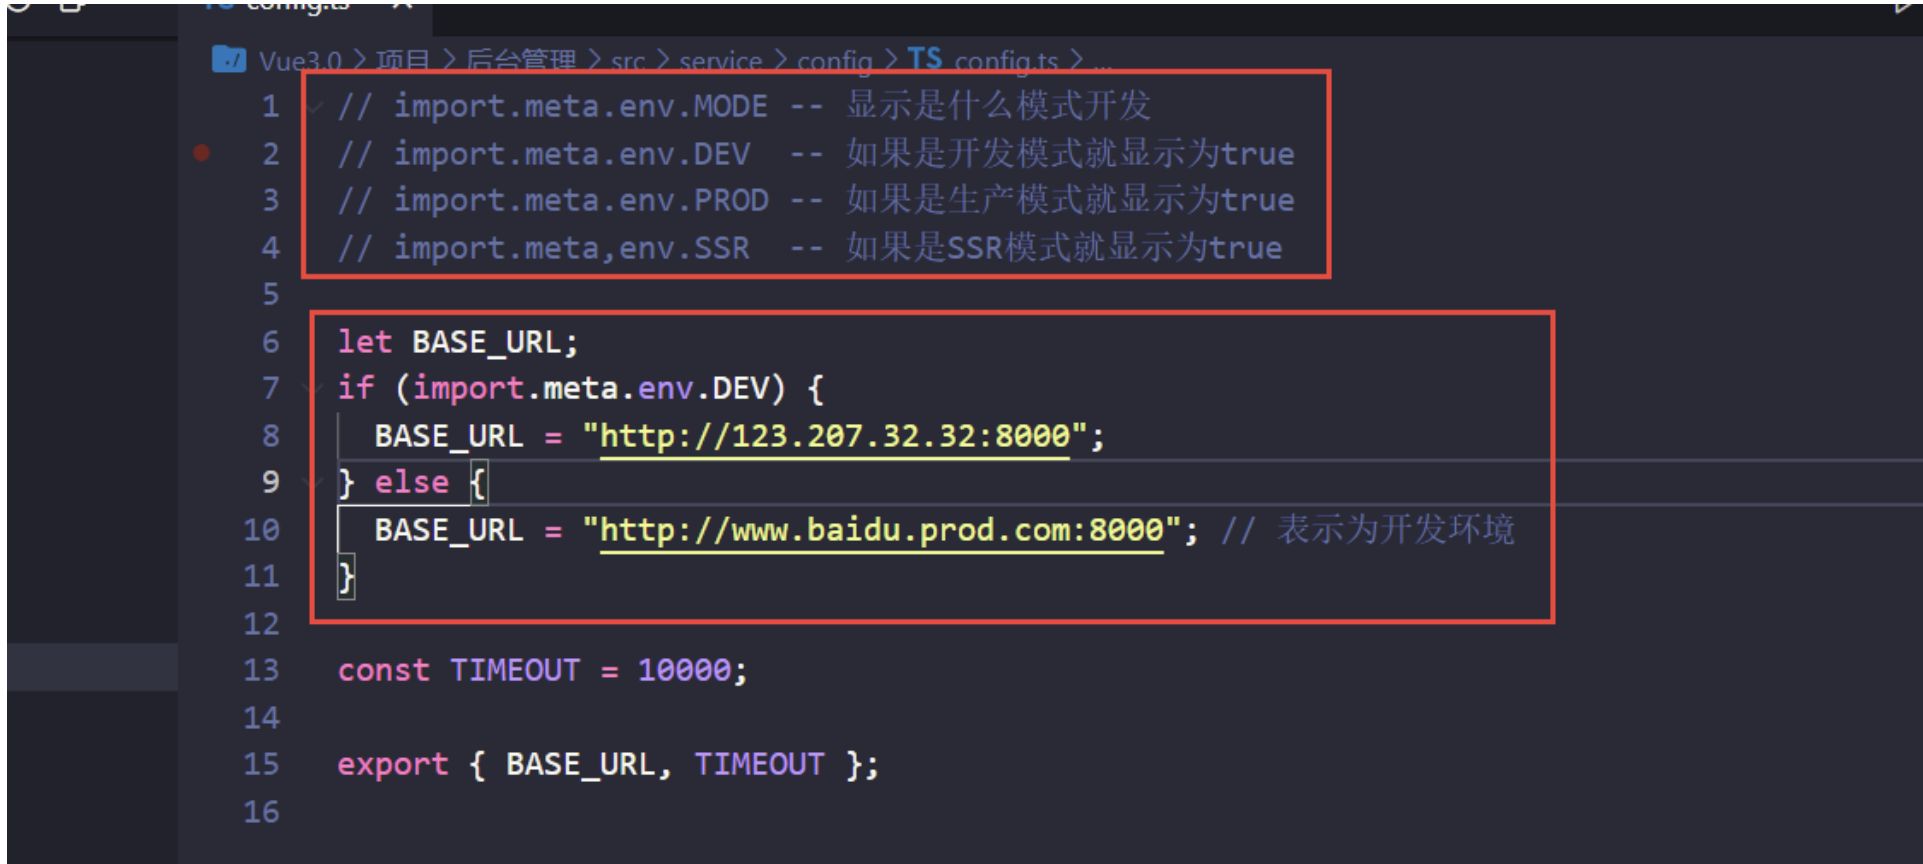 config.ts
Vue3.0 > 项目 > 后台管理 > src > service > config > TS config.ts > ...
1 // import.meta.env.MODE -- 显示是什么模式开发
2 // import.meta.env.DEV -- 如果是开发模式就显示为true
3 // import.meta.env.PROD -- 如果是生产模式就显示为true
4 // import.meta,env.SSR -- 如果是SSR模式就显示为true
5
6 let BASE_URL;
7 if (import.meta.env.DEV) {
8 BASE_URL = "http://123.207.32.32:8000";
9 } else {
10 BASE_URL = "http://www.baidu.prod.com:8000"; // 表示为开发环境
11 }
12
13 const TIMEOUT = 10000;
14
15 export { BASE_URL, TIMEOUT };
16